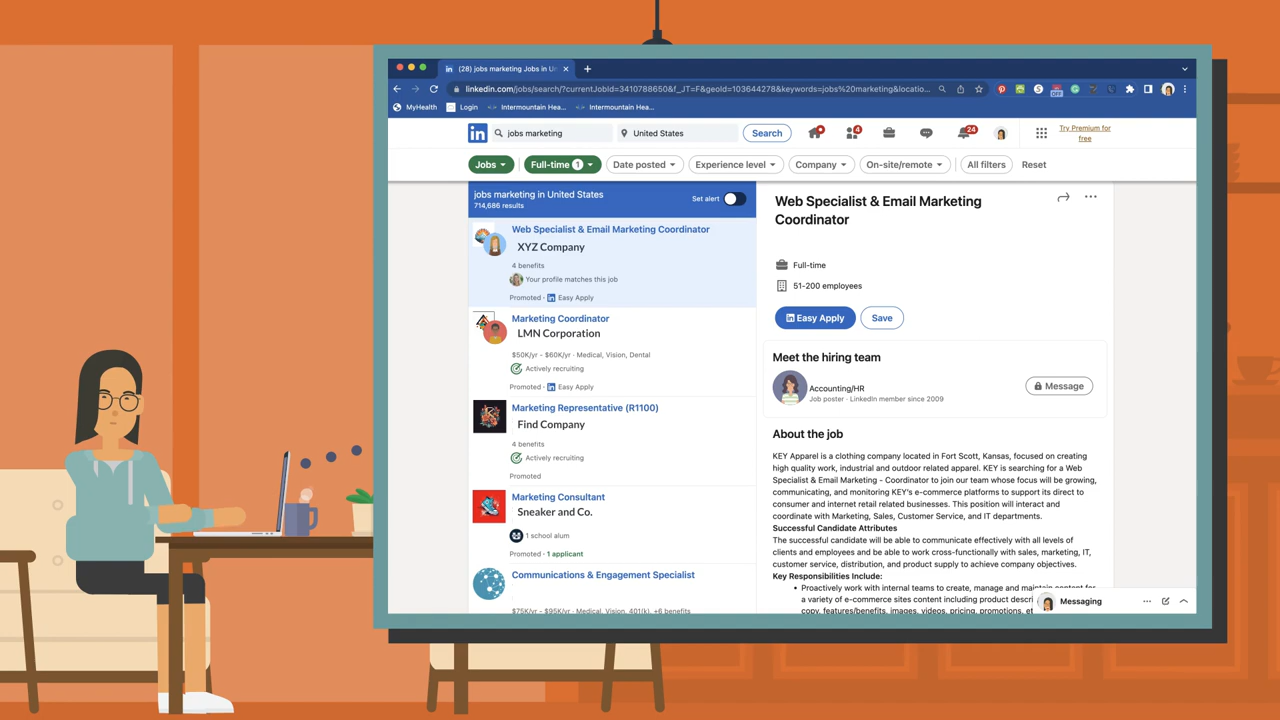 (28) jobs marketing Jobs in Un
linkedin.com/jobs/search/?currentJobId=3410788650&f_JT=F&geoId=103644278&keywords=jobs%20marketing&locatio...
MyHealth
Login
Intermountain Hea...
Intermountain Hea...
in
jobs marketing
United States
Search
4
24
Try Premium for
free
Jobs
Full-time 1
Date posted
Experience level
Company
On-site/remote
All filters
Reset
jobs marketing in United States
714,686 results
Set alert
Web Specialist & Email Marketing Coordinator
XYZ Company
4 benefits
Your profile matches this job
Promoted · in Easy Apply
Marketing Coordinator
LMN Corporation
$50K/yr - $60K/yr · Medical, Vision, Dental
Actively recruiting
Promoted · in Easy Apply
Marketing Representative (R1100)
Find Company
4 benefits
Actively recruiting
Promoted
Marketing Consultant
Sneaker and Co.
1 school alum
Promoted · 1 applicant
Communications & Engagement Specialist
$75K/yr - $95K/yr · Medical, Vision, 401(k), +6 benefits
Web Specialist & Email Marketing
Coordinator
Full-time
51-200 employees
in Easy Apply
Save
Meet the hiring team
Accounting/HR
Job poster · LinkedIn member since 2009
Message
About the job
KEY Apparel is a clothing company located in Fort Scott, Kansas, focused on creating
high quality work, industrial and outdoor related apparel. KEY is searching for a Web
Specialist & Email Marketing - Coordinator to join our team whose focus will be growing,
communicating, and monitoring KEY's e-commerce platforms to support its direct to
consumer and internet retail related businesses. This position will interact and
coordinate with Marketing, Sales, Customer Service, and IT departments.
Successful Candidate Attributes
The successful candidate will be able to communicate effectively with all levels of
clients and employees and be able to work cross-functionally with sales, marketing, IT,
customer service, distribution, and product supply to achieve company objectives.
Key Responsibilities Include:
• Proactively work with internal teams to create, manage and maintain content for
a variety of e-commerce sites content including product descri
copy, features/benefits, images, videos, pricing, promotions, et
Messaging